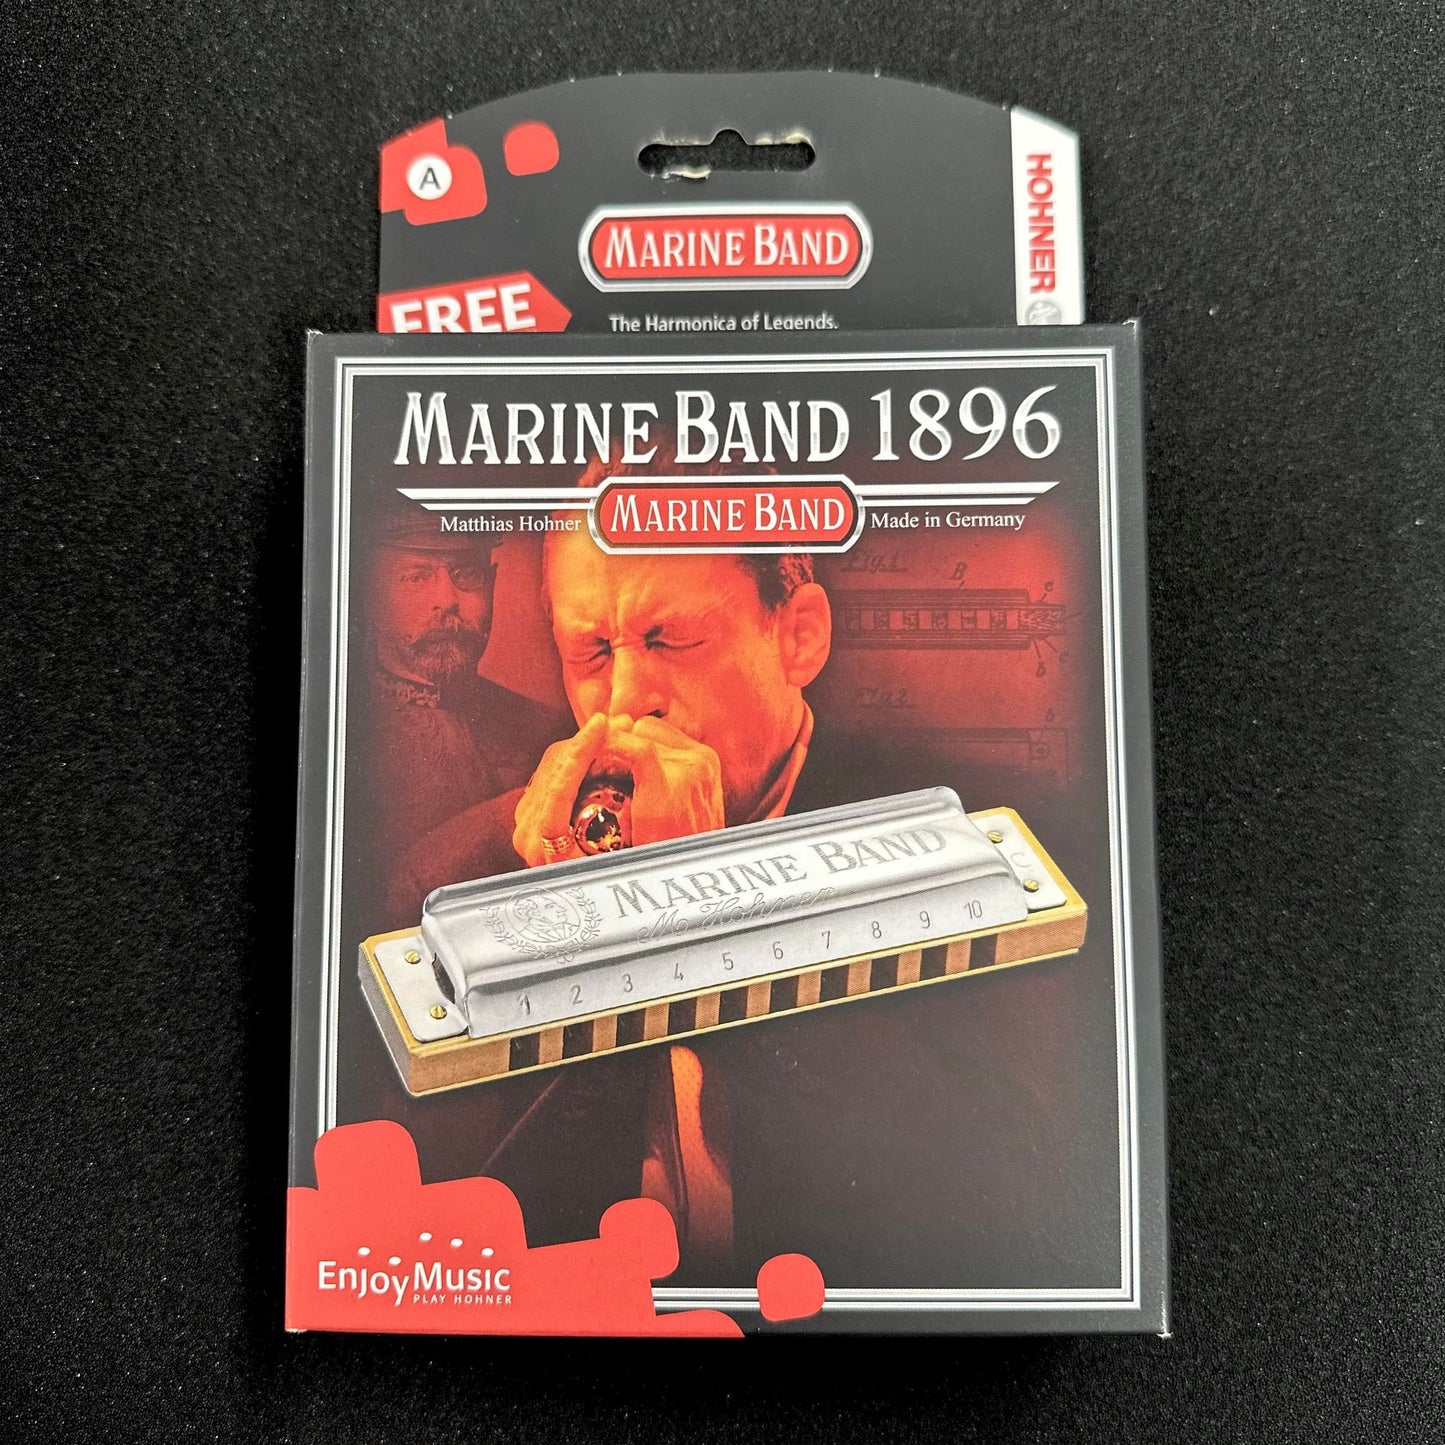 A
HOHNER
MARINE BAND
FREE
The Harmonica of Legends.
MARINE BAND 1896
Matthias Hohner
MARINE BAND
Made in Germany
Fig.1.
B
c
b
b
MARINE BAND
M. Hohner
C
1 2 3 4 5 6 7 8 9 10
EnjoyMusic
PLAY HOHNER